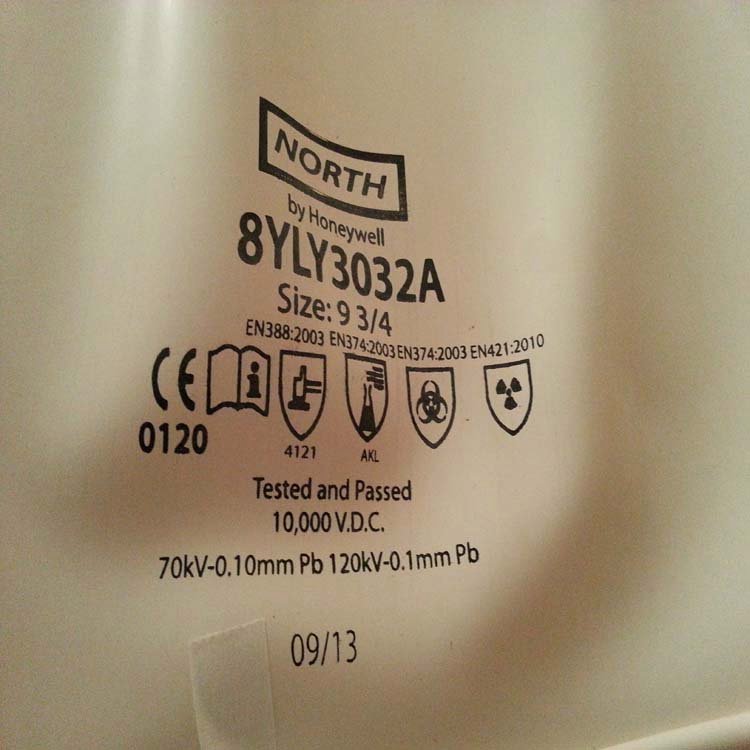 NORTH
by Honeywell
8YLY3032A
Size: 9 3/4
EN388:2003 EN374:2003 EN374:2003 EN421:2010
CE i
0120 4121 AKL
Tested and Passed
10,000 V.D.C.
70kV-0.10mm Pb 120kV-0.1mm Pb
09/13